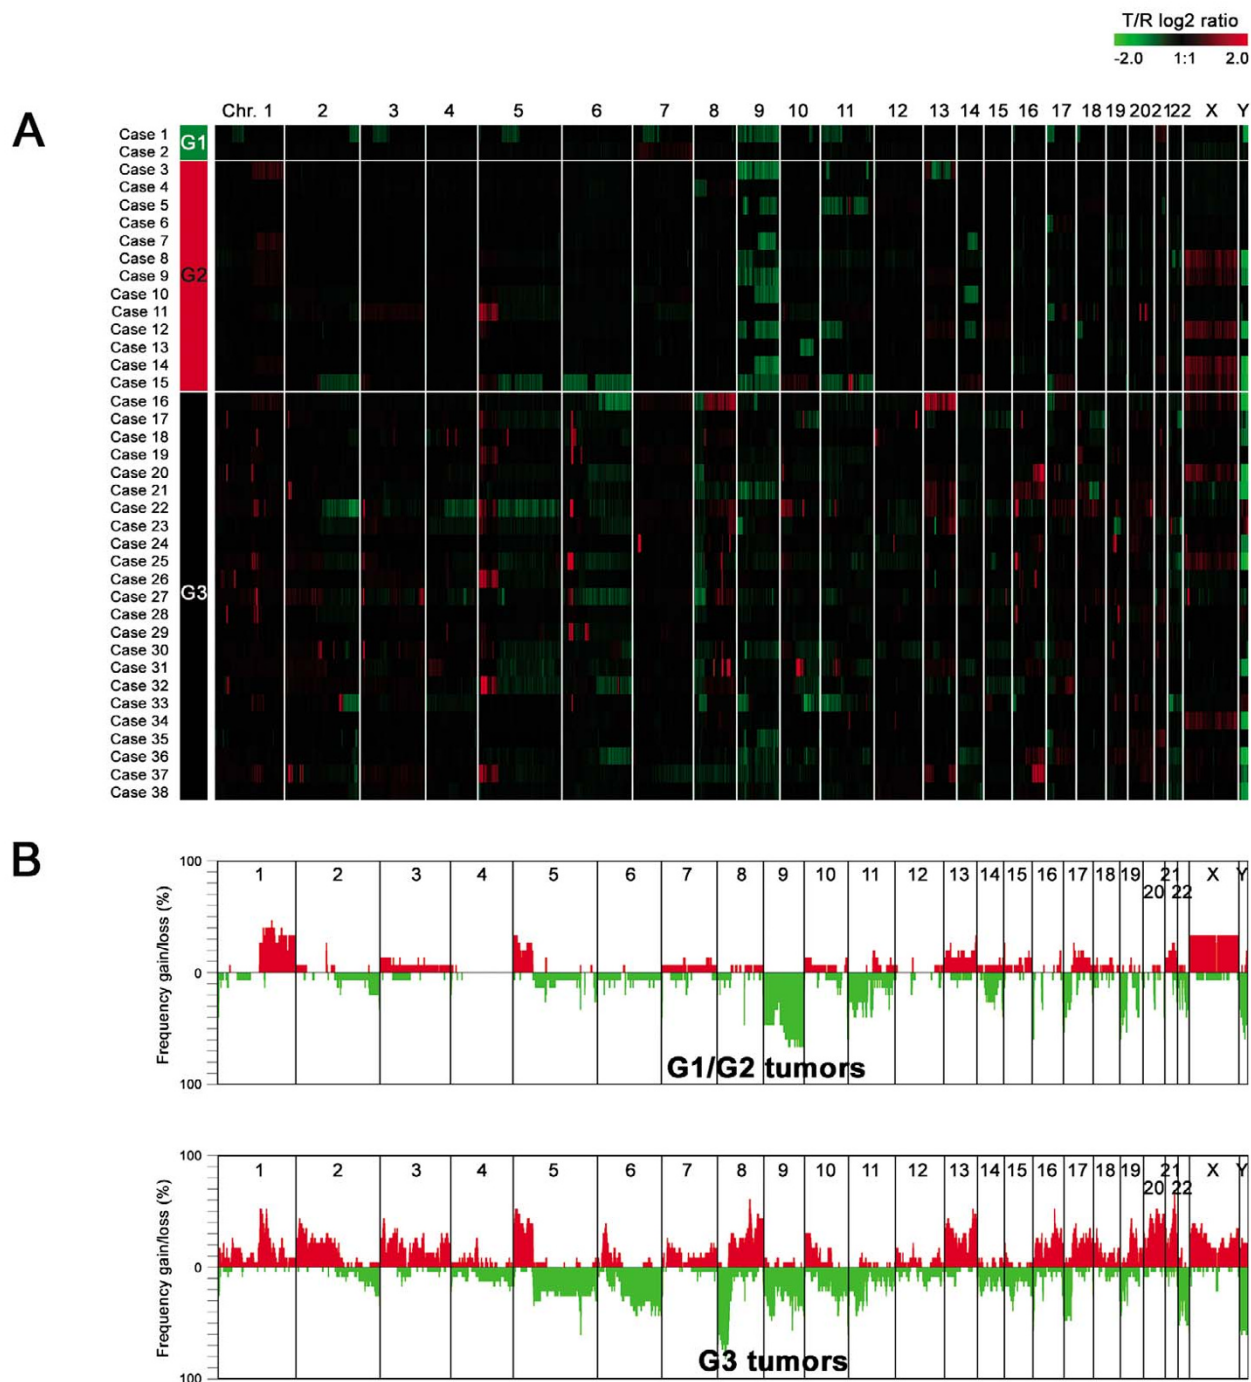 T/R log2 ratio
-2.0 1:1 2.0
A
Chr. 1 2 3 4 5 6 7 8 9 10 11 12 13 14 15 16 17 18 19 20 21 22 X Y
Case 1
G1
Case 2
Case 3
Case 4
Case 5
Case 6
Case 7
Case 8
G2
Case 9
Case 10
Case 11
Case 12
Case 13
Case 14
Case 15
Case 16
Case 17
Case 18
Case 19
Case 20
Case 21
Case 22
Case 23
Case 24
Case 25
Case 26
G3
Case 27
Case 28
Case 29
Case 30
Case 31
Case 32
Case 33
Case 34
Case 35
Case 36
Case 37
Case 38
B
Frequency gain/loss (%)
100
0
100
1 2 3 4 5 6 7 8 9 10 11 12 13 14 15 16 17 18 19 20 21 22 X Y
G1/G2 tumors
Frequency gain/loss (%)
100
0
100
1 2 3 4 5 6 7 8 9 10 11 12 13 14 15 16 17 18 19 20 21 22 X Y
G3 tumors